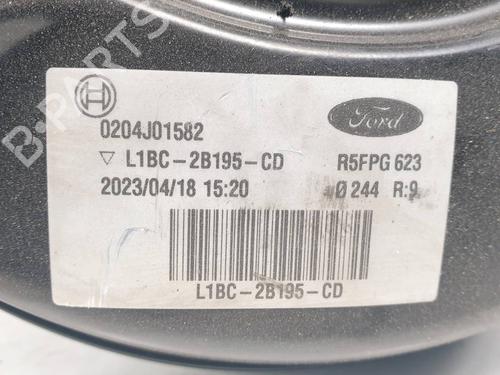 B-PARTS
Ford
0204J01582
▽ L1BC-2B195-CD R5FPG 623
2023/04/18 15:20 Ø 244 R:9
L1BC-2B195-CD